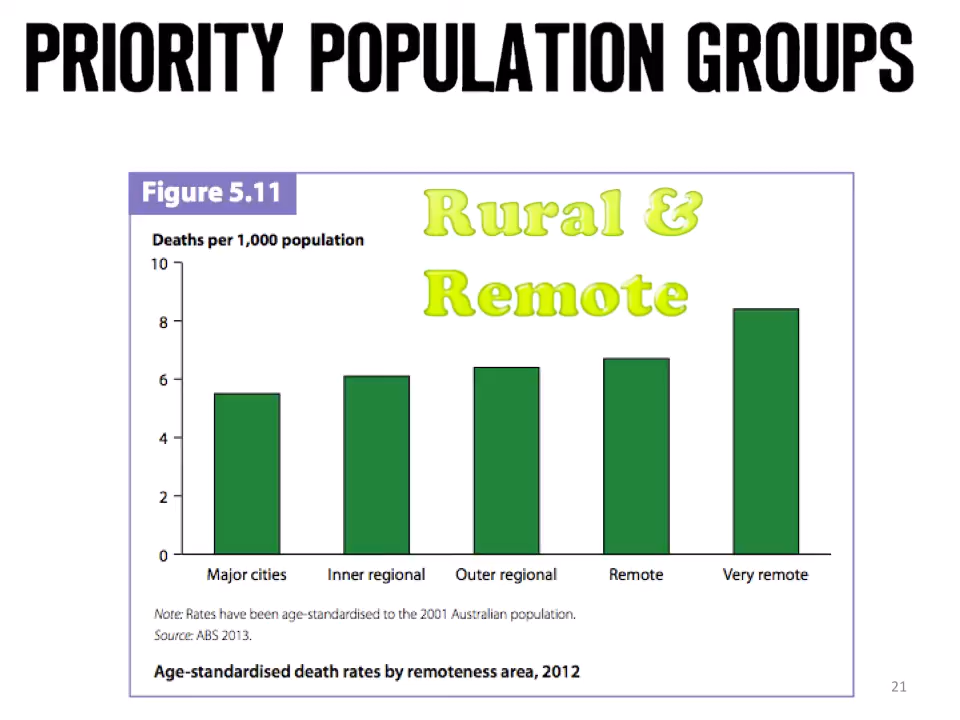 PRIORITY POPULATION GROUPS
Figure 5.11
Rural &
Remote
Deaths per 1,000 population
10
8
6
4
2
0
Major cities Inner regional Outer regional Remote Very remote
Note: Rates have been age-standardised to the 2001 Australian population.
Source: ABS 2013.
Age-standardised death rates by remoteness area, 2012
21